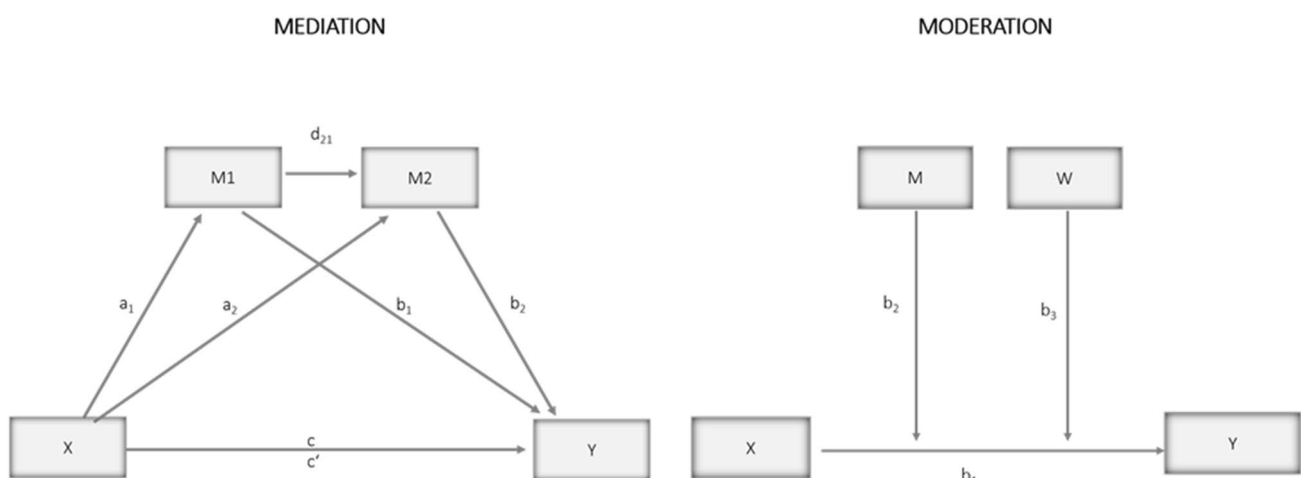 MEDIATION
MODERATION
d21
M1
M2
M
W
a1
a2
b1
b2
b2
b3
X
c
c'
Y
X
Y